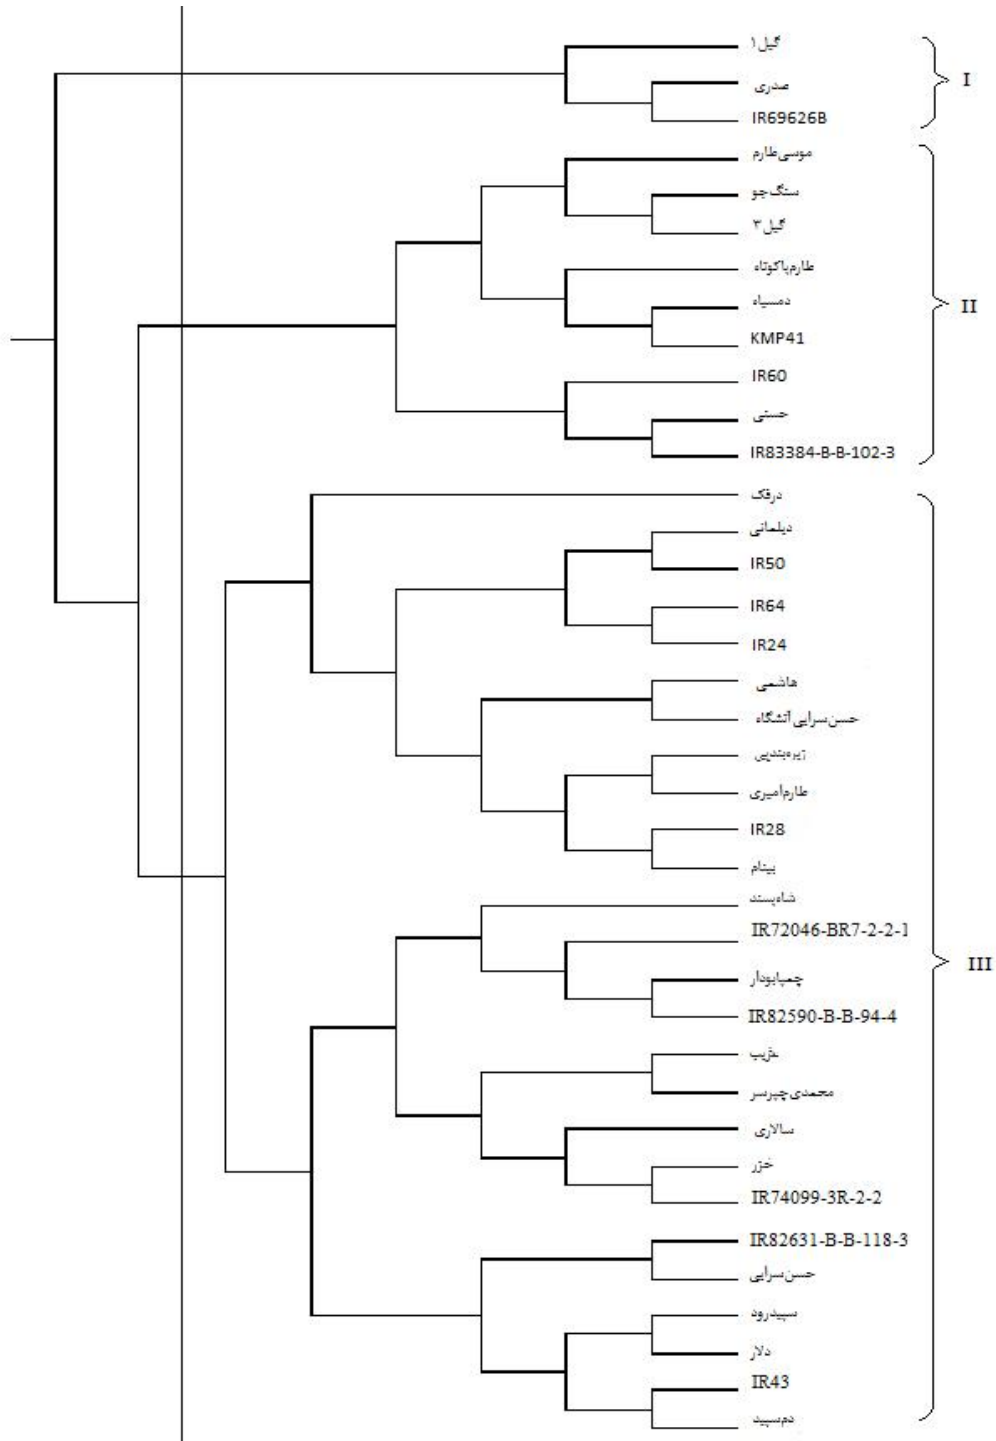 گیل۱
صدری
IR69626B
I
موسی‌طارم
سنگ‌جو
گیل۳
طارم‌پاکوتاه
دمسیاه
KMP41
II
IR60
حسنی
IR83384-B-B-102-3
درفک
دیلمانی
IR50
IR64
IR24
هاشمی
حسن‌سرایی‌آتشگاه
زیره‌بندپی
طارم‌امیری
IR28
بینام
شاه‌پسند
IR72046-BR7-2-2-1
III
چمپابودار
IR82590-B-B-94-4
غریب
محمدی‌چپرسر
سالاری
خزر
IR74099-3R-2-2
IR82631-B-B-118-3
حسن‌سرایی
سپیدرود
دلار
IR43
دم‌سپید